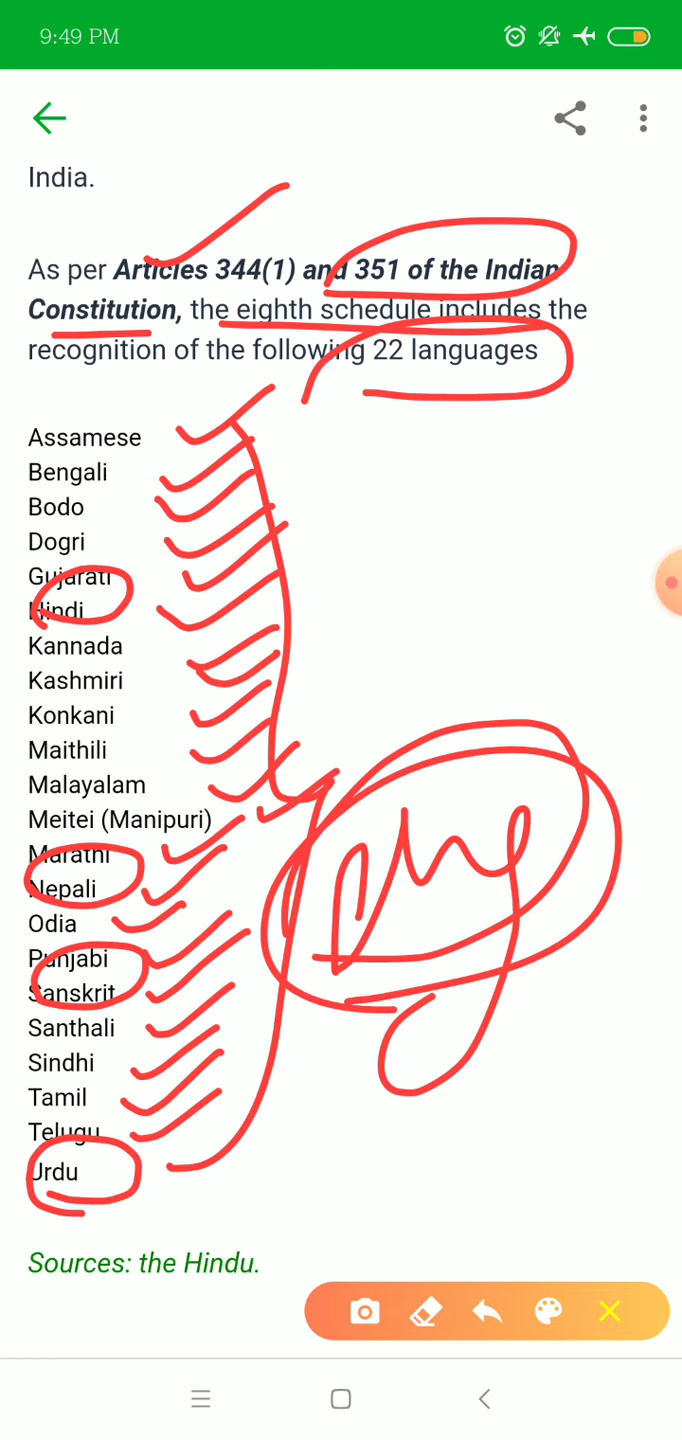 9:49 PM
India.
As per Articles 344(1) and 351 of the Indian
Constitution, the eighth schedule includes the
recognition of the following 22 languages
Assamese
Bengali
Bodo
Dogri
Gujarati
Hindi
Kannada
Kashmiri
Konkani
Maithili
Malayalam
Meitei (Manipuri)
Marathi
Nepali
Odia
Punjabi
Sanskrit
Santhali
Sindhi
Tamil
Telugu
Urdu
Sources: the Hindu.